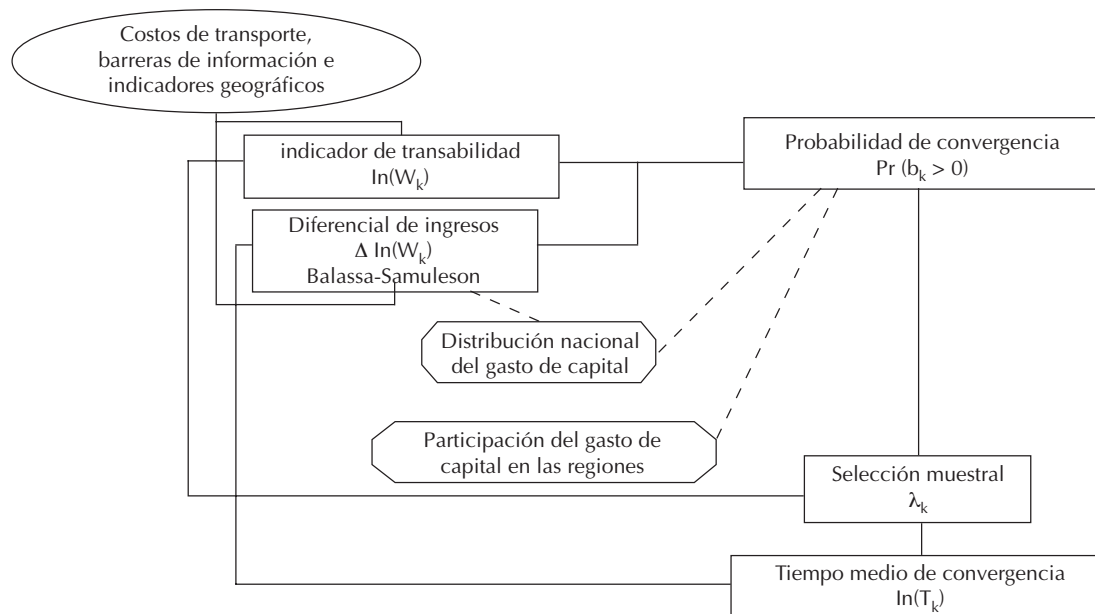 Costos de transporte,
barreras de información e
indicadores geográficos
indicador de transabilidad
In(W_k)
Probabilidad de convergencia
Pr (b_k > 0)
Diferencial de ingresos
Δ In(W_k)
Balassa-Samuleson
Distribución nacional
del gasto de capital
Participación del gasto de
capital en las regiones
Selección muestral
λ_k
Tiempo medio de convergencia
In(T_k)